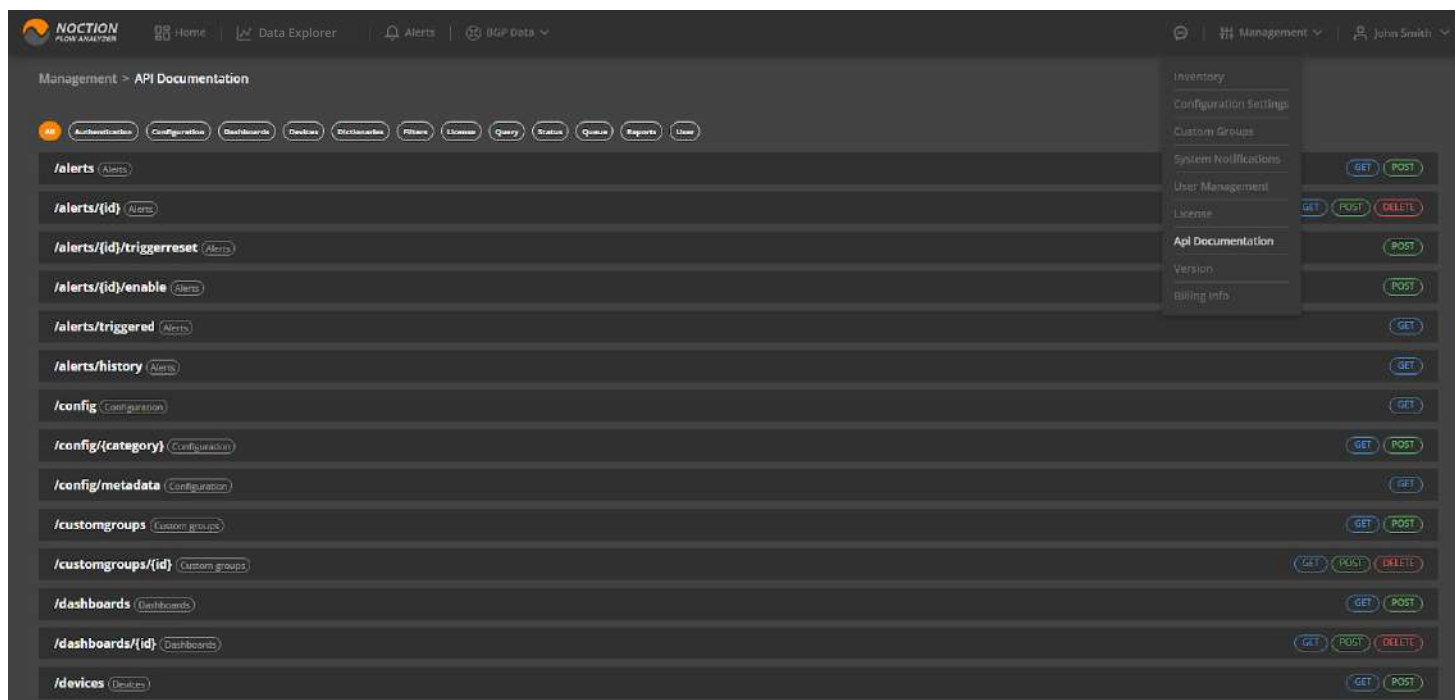 NOCTION
FLOW ANALYZER
Home
Data Explorer
Alerts
BGP Data
Management
John Smith
Management > API Documentation
All
Authentication
Configuration
Dashboards
Devices
Dictionaries
Filters
License
Query
Status
Queue
Reports
User
Inventory
Configuration Settings
Custom Groups
System Notifications
User Management
License
Api Documentation
Version
Billing Info
/alerts Alerts GET POST
/alerts/{id} Alerts GET POST DELETE
/alerts/{id}/triggerreset Alerts POST
/alerts/{id}/enable Alerts POST
/alerts/triggered Alerts GET
/alerts/history Alerts GET
/config Configuration GET
/config/{category} Configuration GET POST
/config/metadata Configuration GET
/customgroups Custom groups GET POST
/customgroups/{id} Custom groups GET POST DELETE
/dashboards Dashboards GET POST
/dashboards/{id} Dashboards GET POST DELETE
/devices Devices GET POST